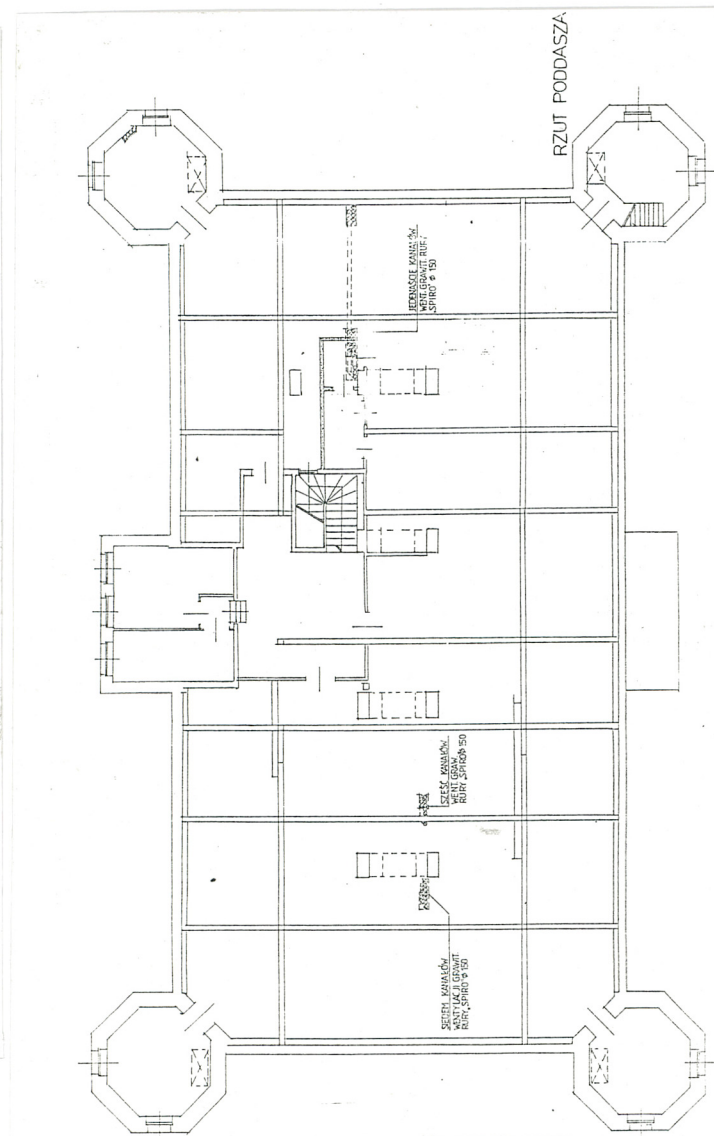 RZUT PODDASZA
JEDENAŚCIE KANAŁÓW
WENT. GRAWIT. RURY
„SPIRO" Φ 150
SZEŚĆ KANAŁÓW
WENT. GRAW.
RURY „SPIRO" Φ 150
SIEDEM KANAŁÓW
WENTYLACJI GRAWIT.
RURY „SPIRO" Φ 150